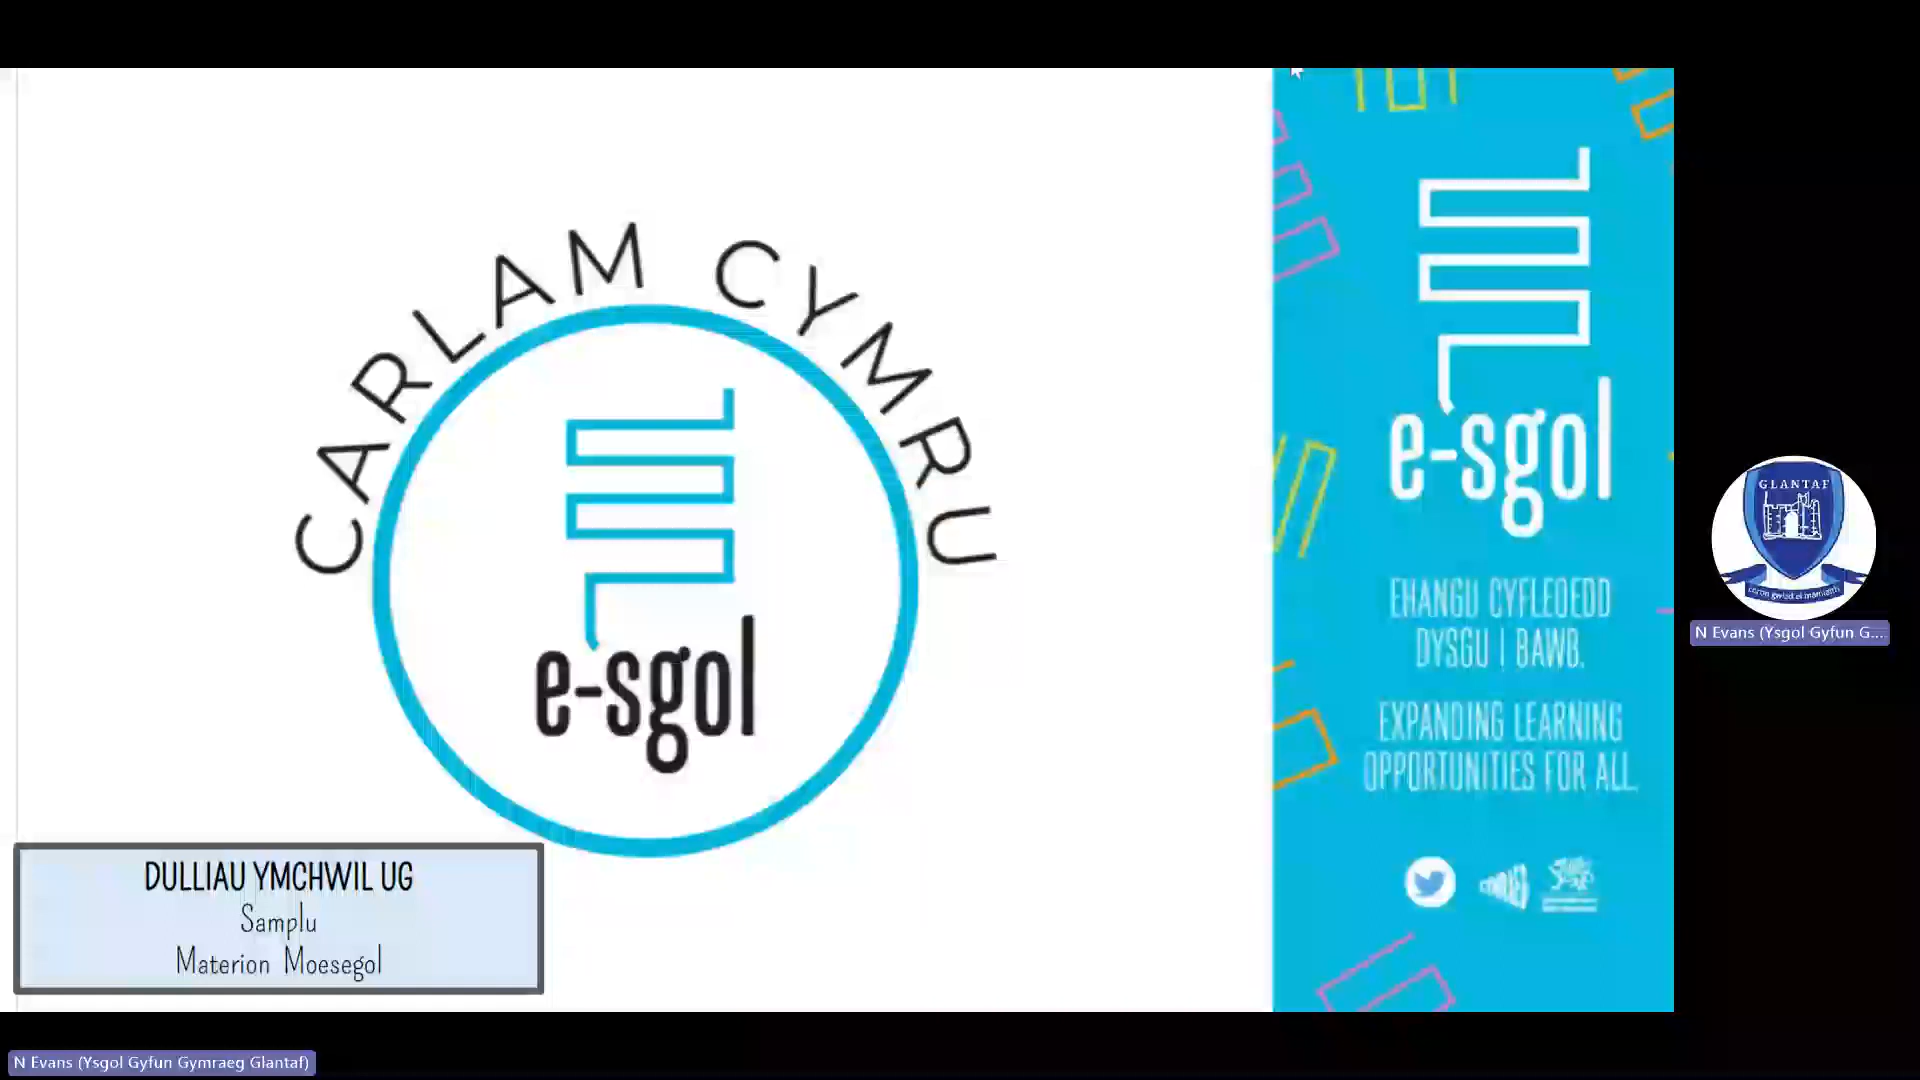 CARLAM CYMRU
e-sgol
DULLIAU YMCHWIL UG
Samplu
Materion Moesegol
e-sgol
EHANGU CYFLEOEDD
DYSGU I BAWB.
EXPANDING LEARNING
OPPORTUNITIES FOR ALL.
GLANTAF
N Evans (Ysgol Gyfun G...
N Evans (Ysgol Gyfun Gymraeg Glantaf)